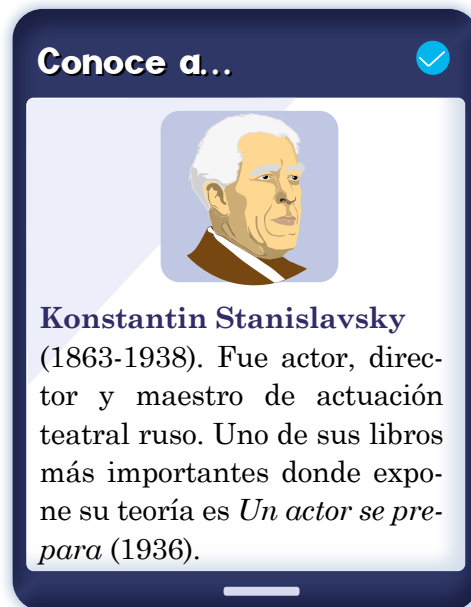 Conoce a...
Konstantin Stanislavsky
(1863-1938). Fue actor, direc-
tor y maestro de actuación
teatral ruso. Uno de sus libros
más importantes donde expo-
ne su teoría es Un actor se pre-
para (1936).